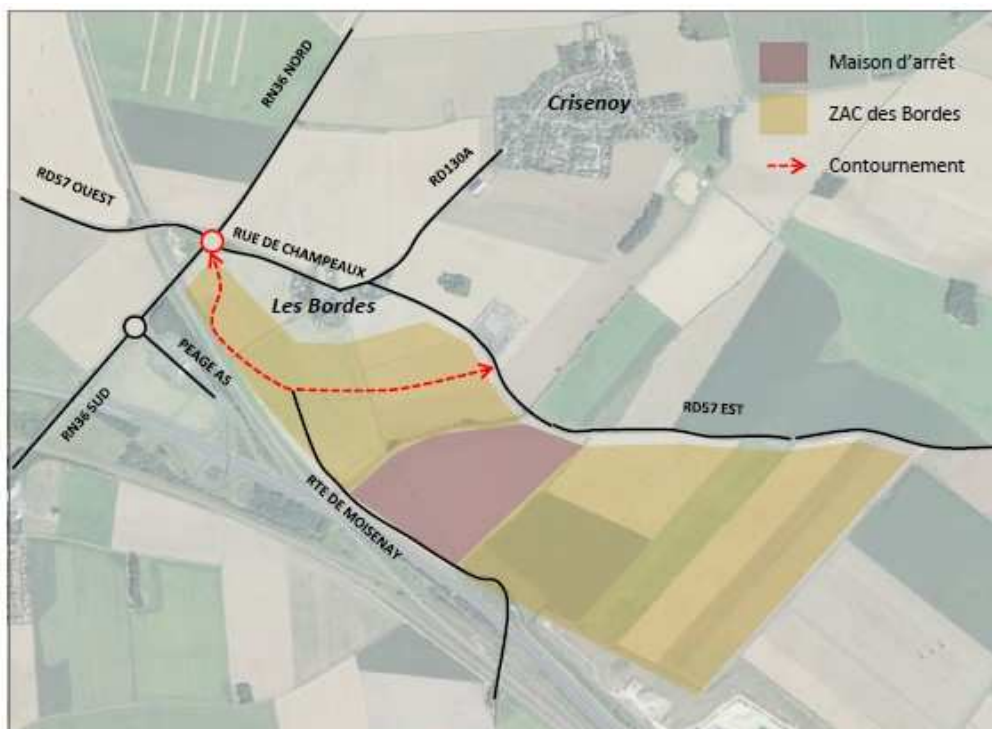 RN36 NORD
Maison d'arrêt
Crisenoy
ZAC des Bordes
RD130A
Contournement
RD57 OUEST
RUE DE CHAMPEAUX
Les Bordes
PEAGE A5
RN36 SUD
RD57 EST
RTE DE MOISENAY